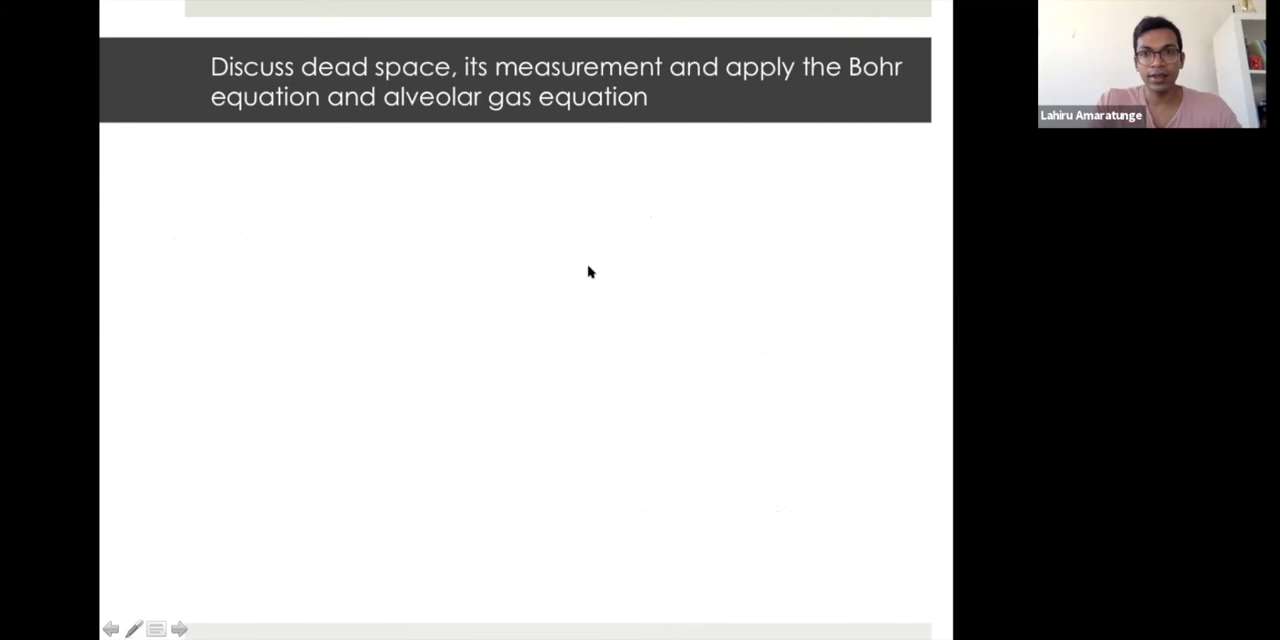 Discuss dead space, its measurement and apply the Bohr
equation and alveolar gas equation
Lahiru Amaratunge